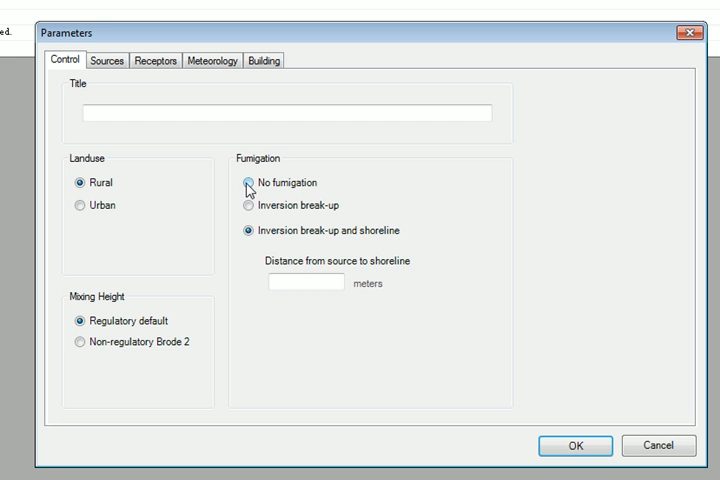 ed.
Parameters
Control Sources Receptors Meteorology Building
Title
Landuse
Rural
Urban
Fumigation
No fumigation
Inversion break-up
Inversion break-up and shoreline
Distance from source to shoreline
meters
Mixing Height
Regulatory default
Non-regulatory Brode 2
OK Cancel